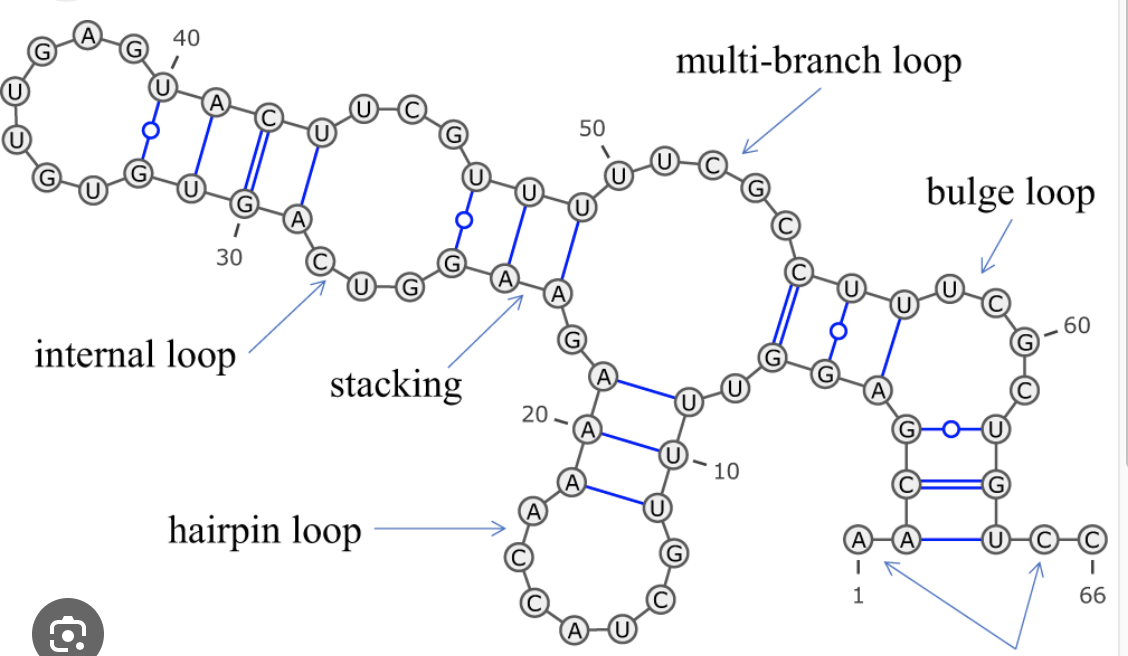 40
multi-branch loop
50
bulge loop
30
60
internal loop
stacking
20
10
hairpin loop
1
66
A A C G A G G U U U U G C U A C C A A A A G A A G G U C A G U G U G U U G A G U A C U U C G U U U U U C G C C U U U C G C U G U C C